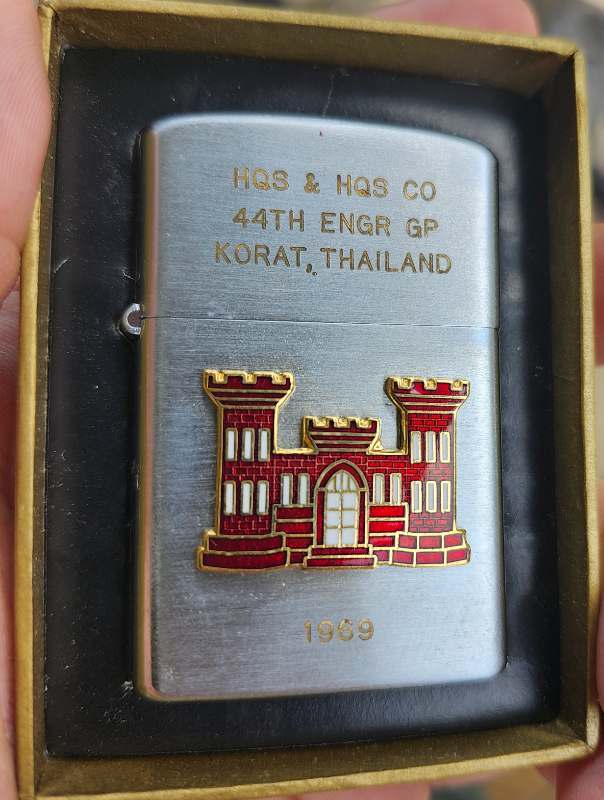 HQS & HQS CO
44TH ENGR GP
KORAT, THAILAND
1969